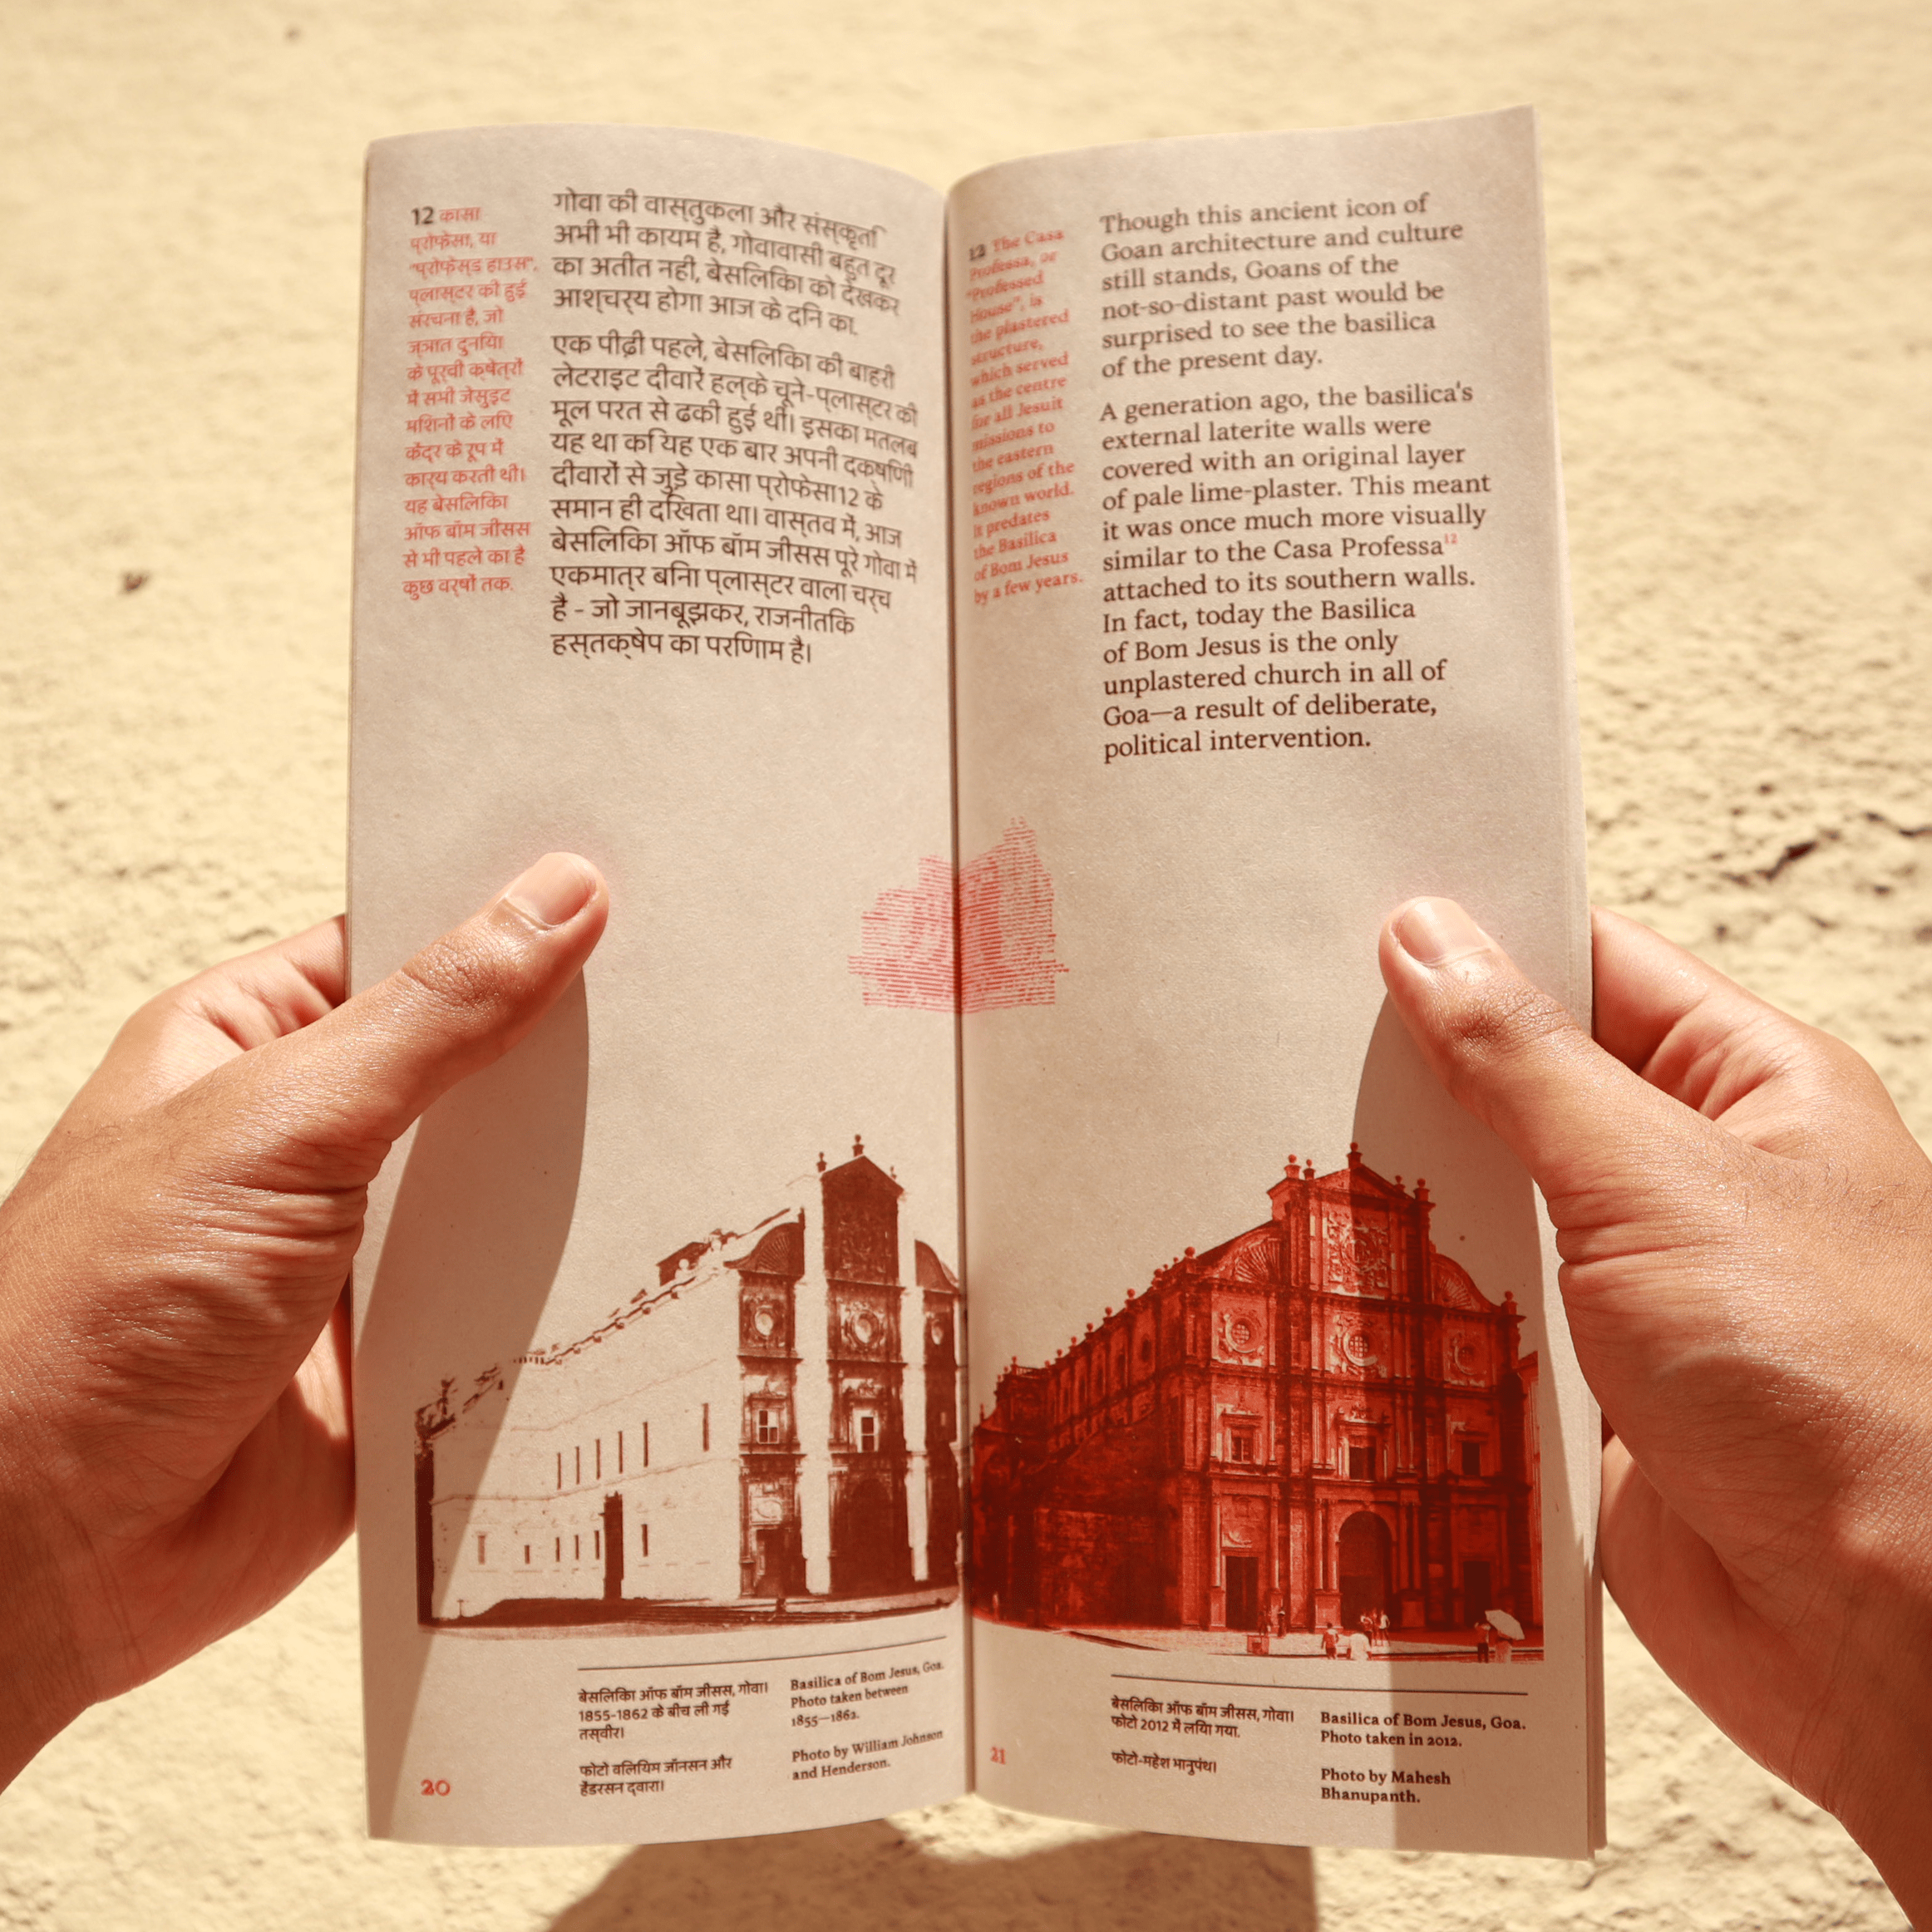 12 कासा
प्रोफेसा, या
"प्रोफेस्ड हाउस",
प्लास्टर की हुई
संरचना है, जो
ज्ञात दुनिया
के पूर्वी क्षेत्रों
में सभी जेसुइट
मिशनों के लिए
केंद्र के रूप में
कार्य करती थी।
यह बेसिलिका
ऑफ बॉम जीसस
से भी पहले का है
कुछ वर्षों तक.
गोवा की वास्तुकला और संस्कृति
अभी भी कायम है, गोवावासी बहुत दूर
का अतीत नही, बेसिलिका को देखकर
आश्चर्य होगा आज के दिन का.
एक पीढ़ी पहले, बेसिलिका की बाहरी
लेटराइट दीवारें हल्के चूने-प्लास्टर की
मूल परत से ढकी हुई थीं। इसका मतलब
यह था कि यह एक बार अपनी दक्षिणी
दीवारों से जुड़े कासा प्रोफेसा12 के
समान ही दिखता था। वास्तव में, आज
बेसिलिका ऑफ बॉम जीसस पूरे गोवा में
एकमात्र बिना प्लास्टर वाला चर्च
है - जो जानबूझकर, राजनीतिक
हस्तक्षेप का परिणाम है।
बेसिलिका ऑफ बॉम जीसस, गोवा।
1855-1862 के बीच ली गई
तस्वीर।
फोटो विलियम जॉनसन और
हेंडरसन द्वारा।
Basilica of Bom Jesus, Goa.
Photo taken between
1855—1862.
Photo by William Johnson
and Henderson.
20
12 The Casa
Professa, or
"Professed
House", is
the plastered
structure,
which served
as the centre
for all Jesuit
missions to
the eastern
regions of the
known world.
It predates
the Basilica
of Bom Jesus
by a few years.
Though this ancient icon of
Goan architecture and culture
still stands, Goans of the
not-so-distant past would be
surprised to see the basilica
of the present day.
A generation ago, the basilica's
external laterite walls were
covered with an original layer
of pale lime-plaster. This meant
it was once much more visually
similar to the Casa Professa12
attached to its southern walls.
In fact, today the Basilica
of Bom Jesus is the only
unplastered church in all of
Goa—a result of deliberate,
political intervention.
बेसिलिका ऑफ बॉम जीसस, गोवा।
फोटो 2012 में लिया गया.
फोटो-महेश भानुपंथ।
Basilica of Bom Jesus, Goa.
Photo taken in 2012.
Photo by Mahesh
Bhanupanth.
21